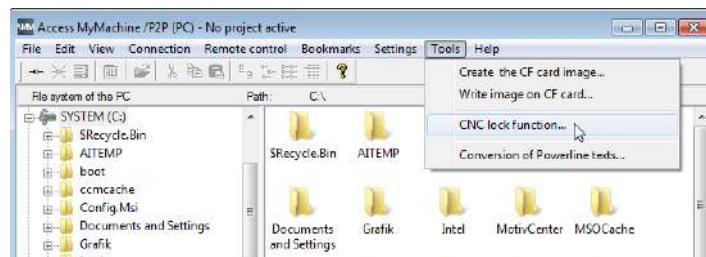 Access MyMachine /P2P (PC) - No project active
File Edit View Connection Remote control Bookmarks Settings Tools Help
Create the CF card image...
Write image on CF card...
CNC lock function...
Conversion of Powerline texts...
File system of the PC
Path: C:\
SYSTEM (C:)
$Recycle.Bin
AITEMP
boot
ccmcache
Config.Msi
Documents and Settings
Grafik
$Recycle.Bin AITEMP
Documents and Settings
Grafik
Intel
MotivCenter
MSOCache